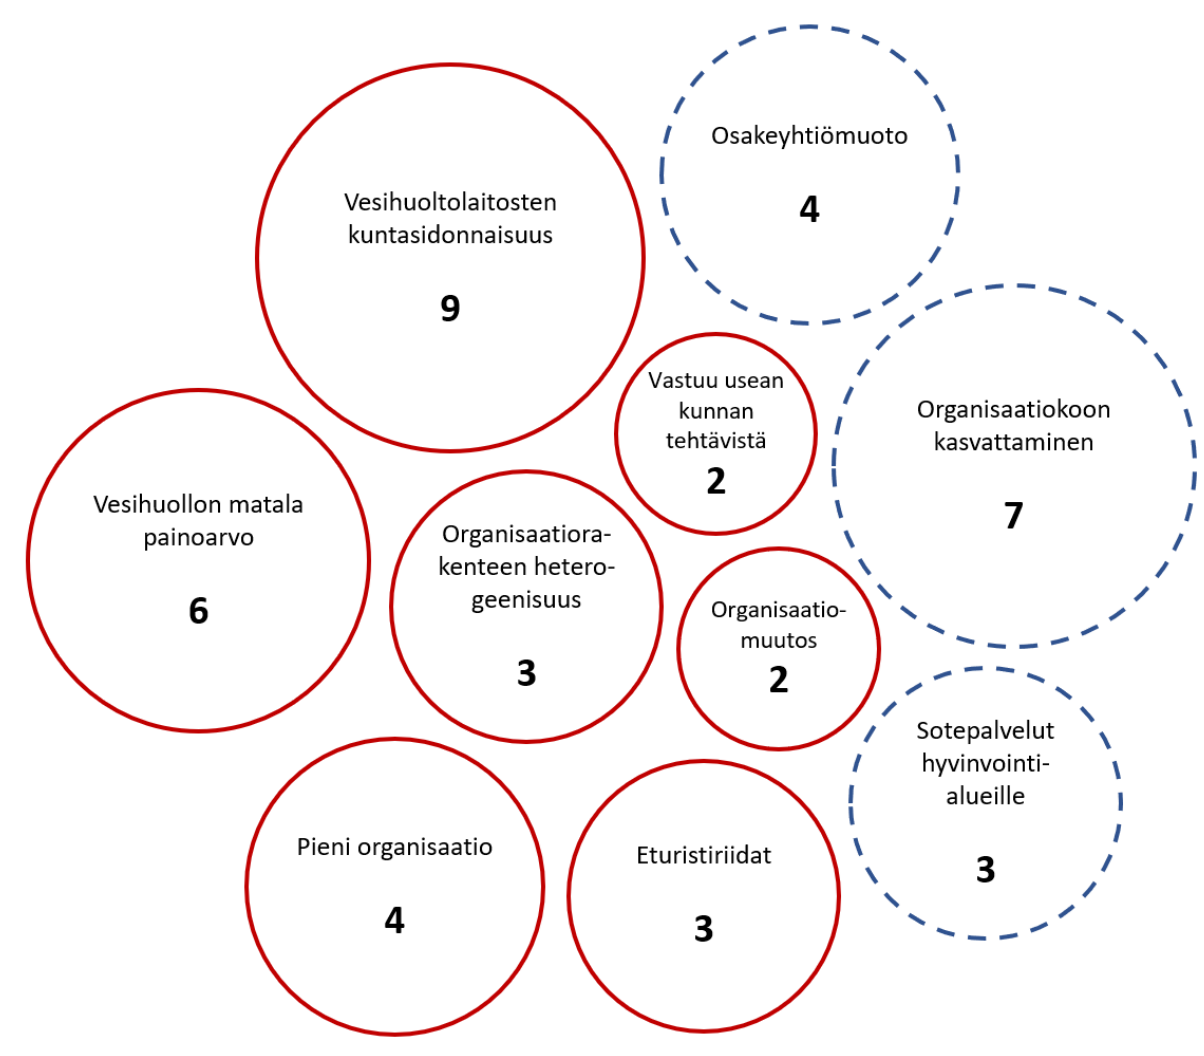 Osakeyhtiömuoto
4
Vesihuoltolaitosten
kuntasidonnaisuus
9
Vastuu usean
kunnan
tehtävistä
2
Organisaatiokoon
kasvattaminen
7
Vesihuollon matala
painoarvo
6
Organisaatiora-
kenteen hetero-
geenisuus
3
Organisaatio-
muutos
2
Sotepalvelut
hyvinvointi-
alueille
3
Pieni organisaatio
4
Eturistiriidat
3